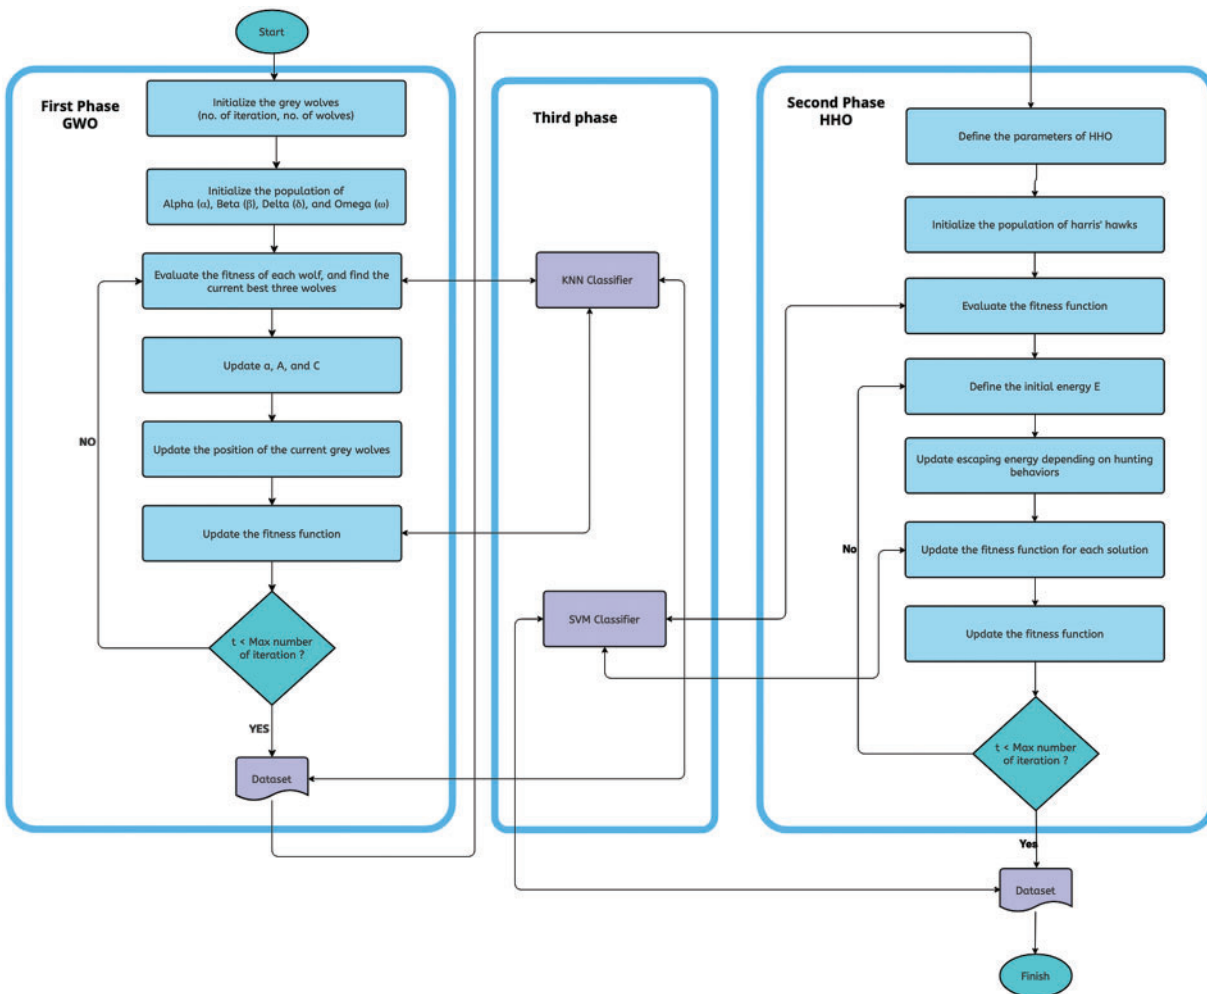 Start
First Phase
GWO
Initialize the grey wolves
(no. of iteration, no. of wolves)
Initialize the population of
Alpha (α), Beta (β), Delta (δ), and Omega (ω)
Evaluate the fitness of each wolf, and find the
current best three wolves
Update a, A, and C
NO
Update the position of the current grey wolves
Update the fitness function
t < Max number
of iteration ?
YES
Dataset
Third phase
KNN Classifier
SVM Classifier
Second Phase
HHO
Define the parameters of HHO
Initialize the population of harris' hawks
Evaluate the fitness function
Define the initial energy E
Update escaping energy depending on hunting
behaviors
No
Update the fitness function for each solution
Update the fitness function
t < Max number
of iteration ?
Yes
Dataset
Finish